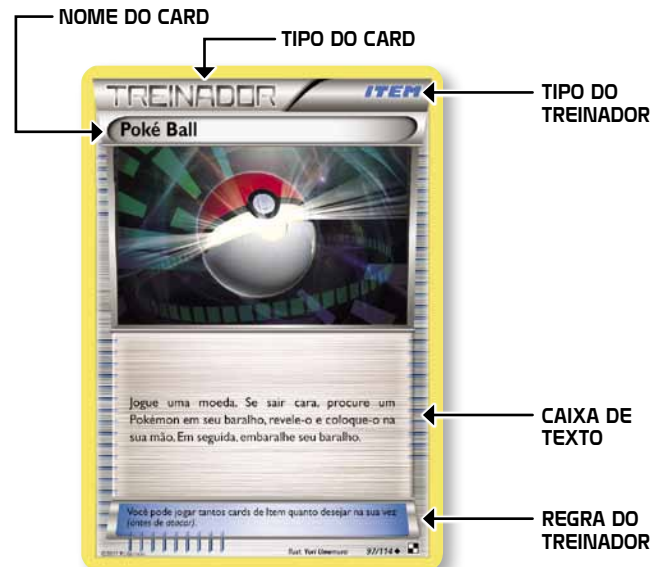 NOME DO CARD
TIPO DO CARD
TREINADOR
ITEM
TIPO DO
TREINADOR
Poké Ball
Jogue uma moeda. Se sair cara, procure um
Pokémon em seu baralho, revele-o e coloque-o na
sua mão. Em seguida, embaralhe seu baralho.
CAIXA DE
TEXTO
Você pode jogar tantos cards de Item quanto desejar na sua vez
(antes de atacar).
REGRA DO
TREINADOR
97/114